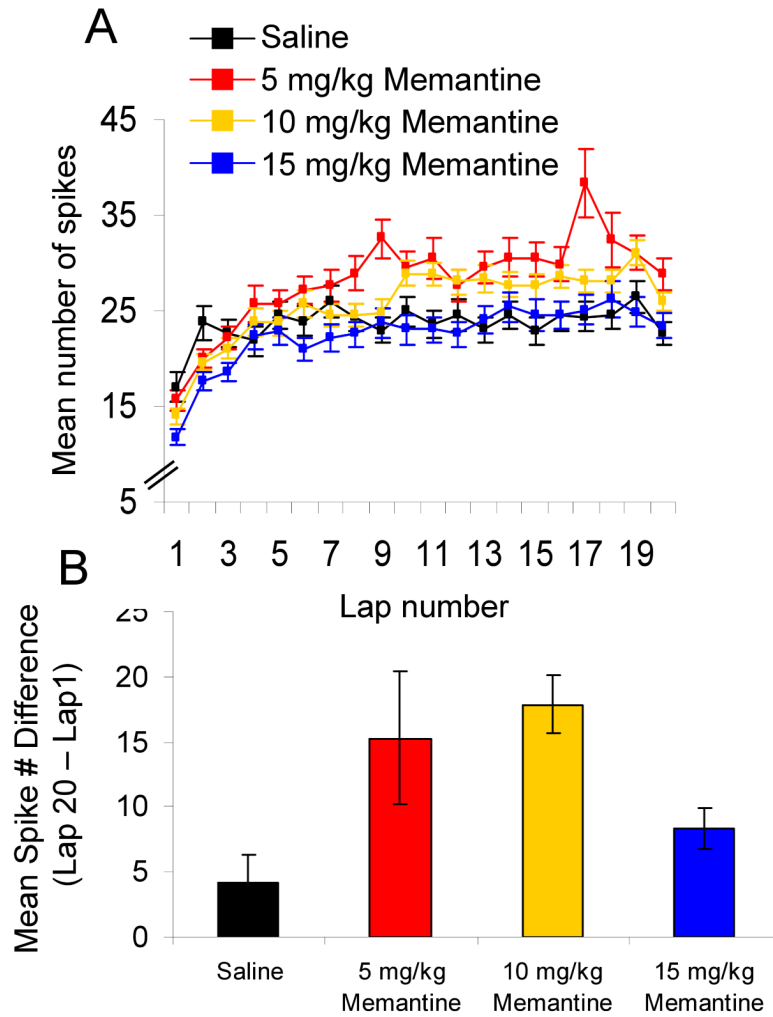 A
Saline
5 mg/kg Memantine
10 mg/kg Memantine
15 mg/kg Memantine
Mean number of spikes
45
35
25
15
5
1 3 5 7 9 11 13 15 17 19
Lap number
B
Mean Spike # Difference
(Lap 20 – Lap1)
25
20
15
10
5
0
Saline
5 mg/kg
Memantine
10 mg/kg
Memantine
15 mg/kg
Memantine